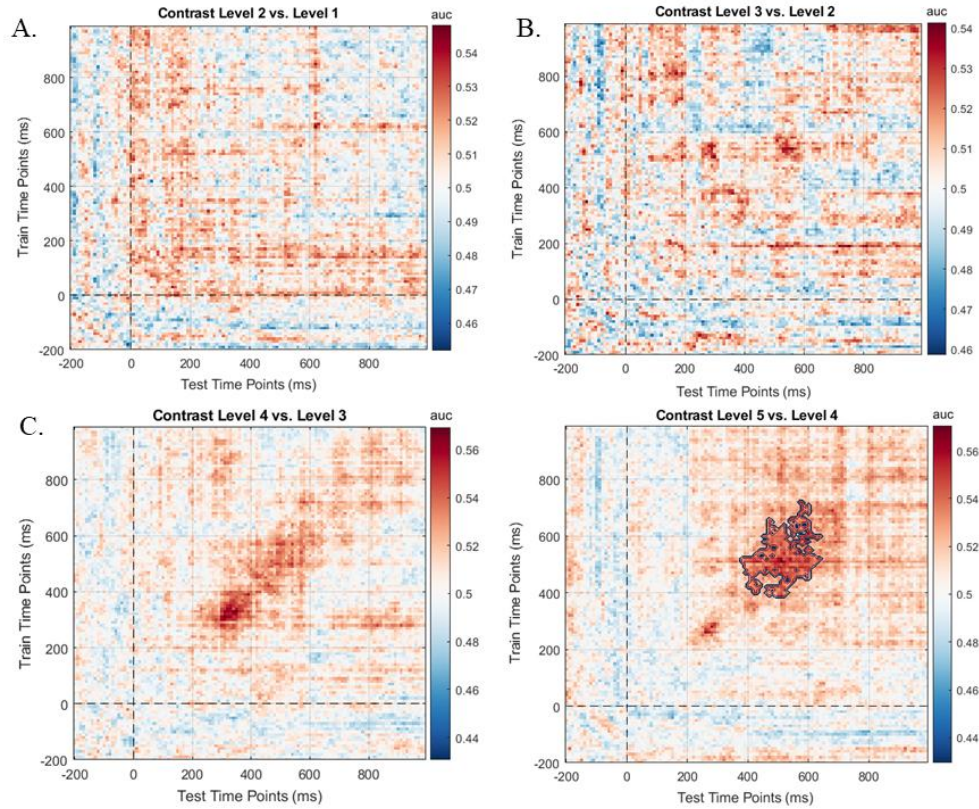 A.
Contrast Level 2 vs. Level 1
auc
0.54
0.53
0.52
0.51
0.5
0.49
0.48
0.47
0.46
800
600
400
200
0
-200
Train Time Points (ms)
-200 0 200 400 600 800
Test Time Points (ms)
B.
Contrast Level 3 vs. Level 2
auc
0.54
0.53
0.52
0.51
0.5
0.49
0.48
0.47
0.46
800
600
400
200
0
-200
Train Time Points (ms)
-200 0 200 400 600 800
Test Time Points (ms)
C.
Contrast Level 4 vs. Level 3
auc
0.56
0.54
0.52
0.5
0.48
0.46
0.44
800
600
400
200
0
-200
Train Time Points (ms)
-200 0 200 400 600 800
Test Time Points (ms)
Contrast Level 5 vs. Level 4
auc
0.56
0.54
0.52
0.5
0.48
0.46
0.44
800
600
400
200
0
-200
Train Time Points (ms)
-200 0 200 400 600 800
Test Time Points (ms)